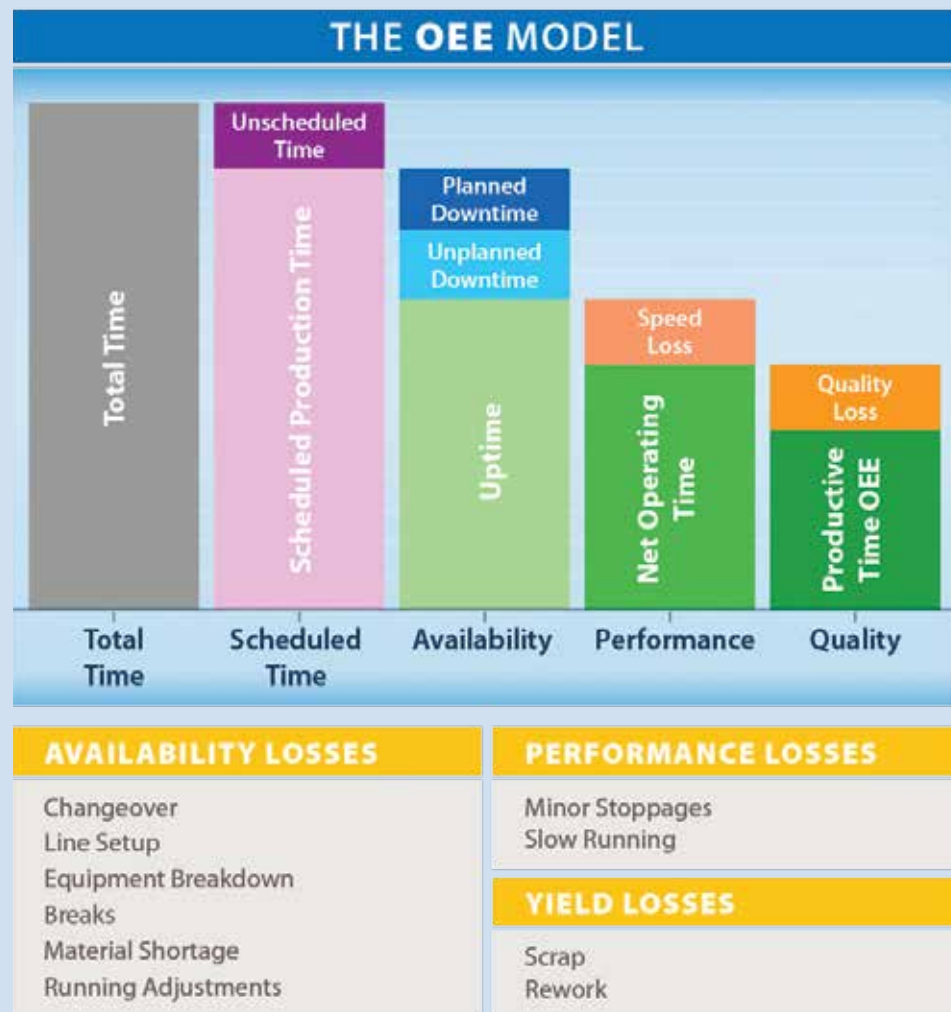 THE OEE MODEL
Total Time
Unscheduled
Time
Scheduled Production Time
Planned
Downtime
Unplanned
Downtime
Uptime
Speed
Loss
Net Operating
Time
Quality
Loss
Productive
Time OEE
Total
Time
Scheduled
Time
Availability
Performance
Quality
AVAILABILITY LOSSES
Changeover
Line Setup
Equipment Breakdown
Breaks
Material Shortage
Running Adjustments
PERFORMANCE LOSSES
Minor Stoppages
Slow Running
YIELD LOSSES
Scrap
Rework